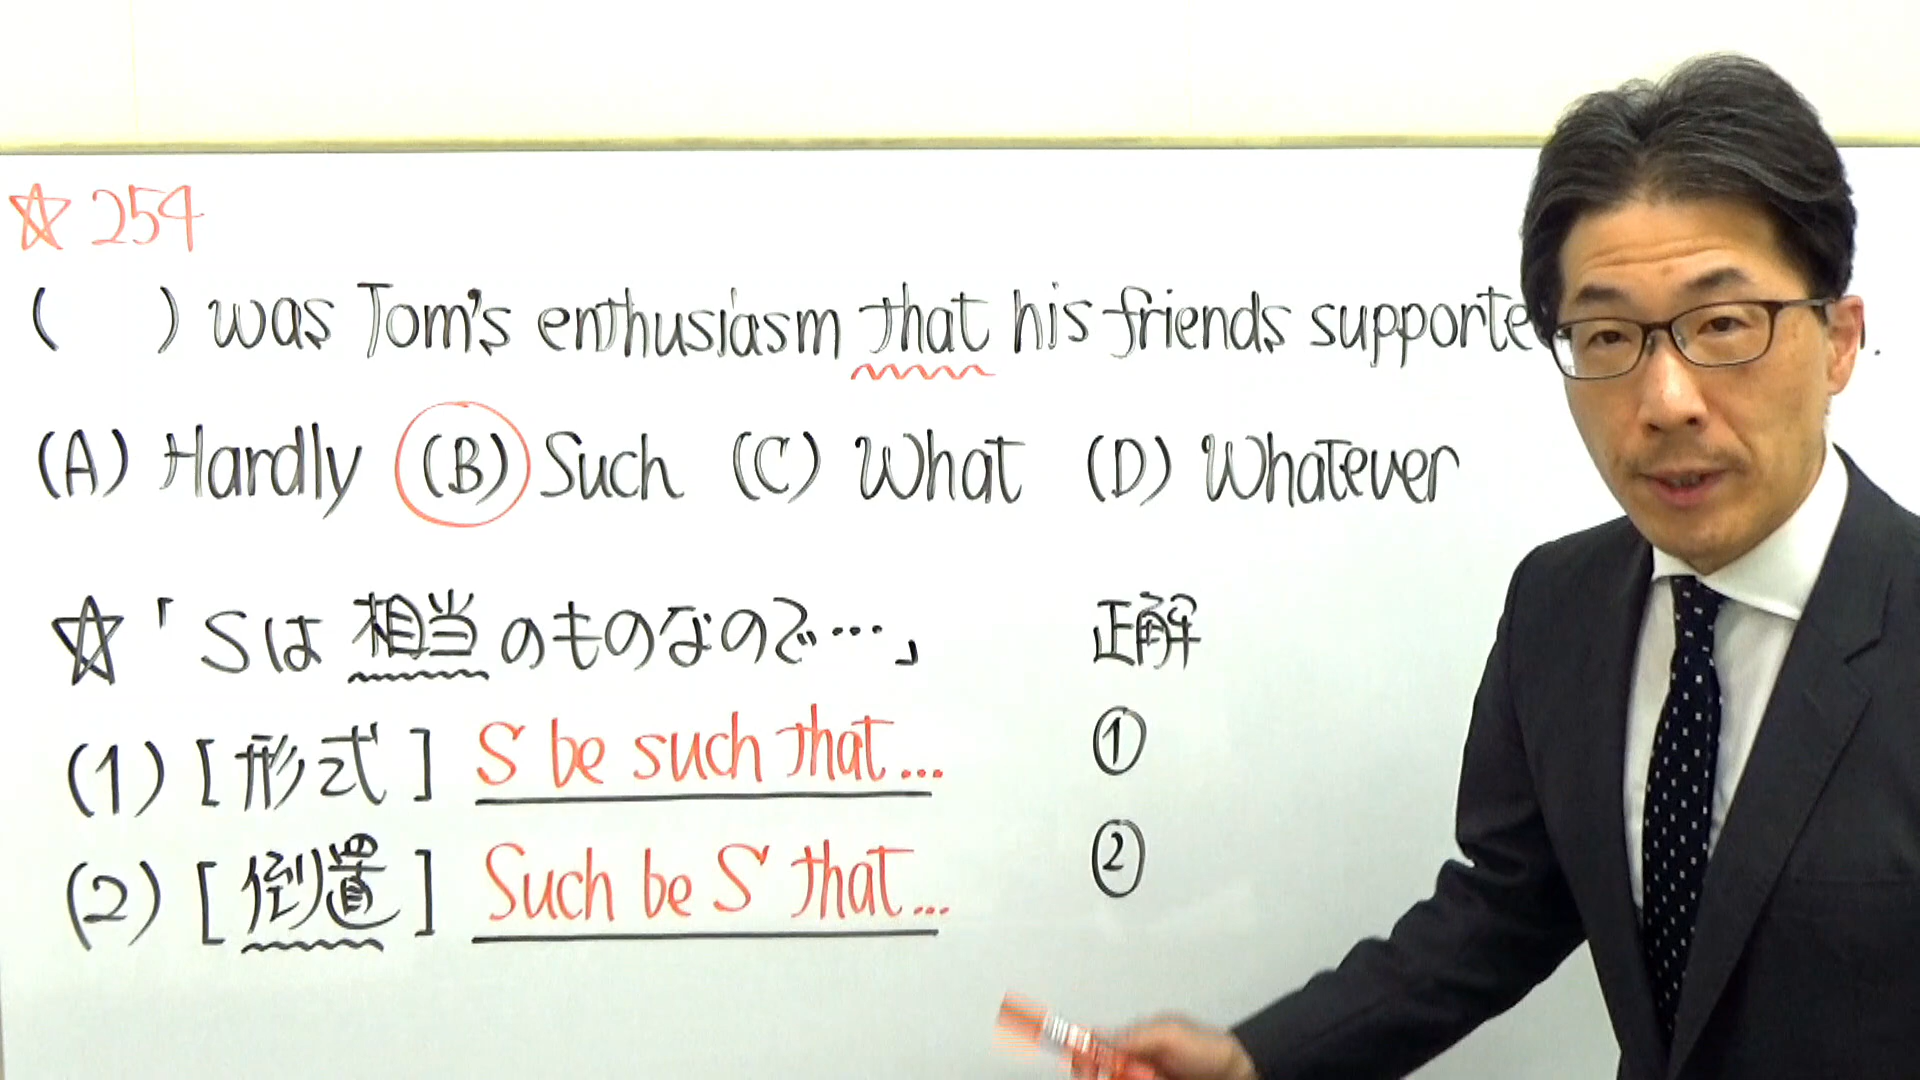 ☆ 254
(   ) was Tom's enthusiasm that his friends supporte
(A) Hardly (B) Such (C) What (D) Whatever
☆「Sは相当のものなので…」 正解
(1) [形式] S be such that... ①
(2) [倒置] Such be S that... ②